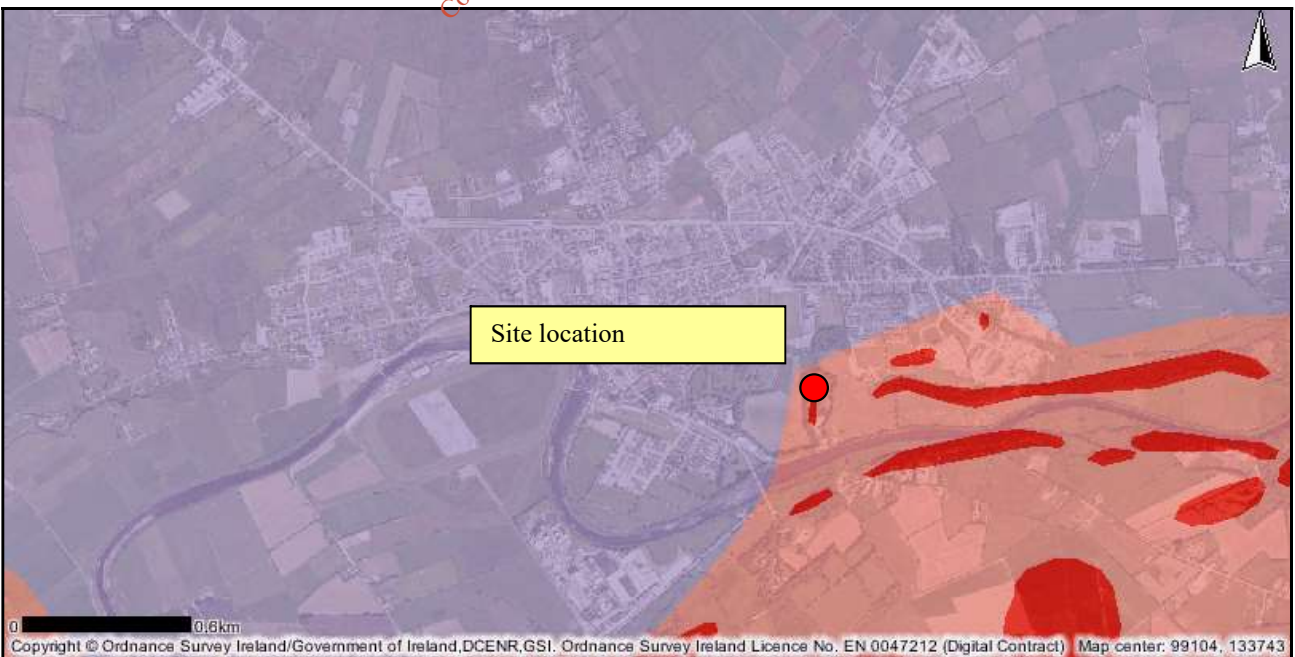 Site location
0 0.6km
Copyright © Ordnance Survey Ireland/Government of Ireland,DCENR,GSI. Ordnance Survey Ireland Licence No. EN 0047212 (Digital Contract) Map center: 99104, 133743